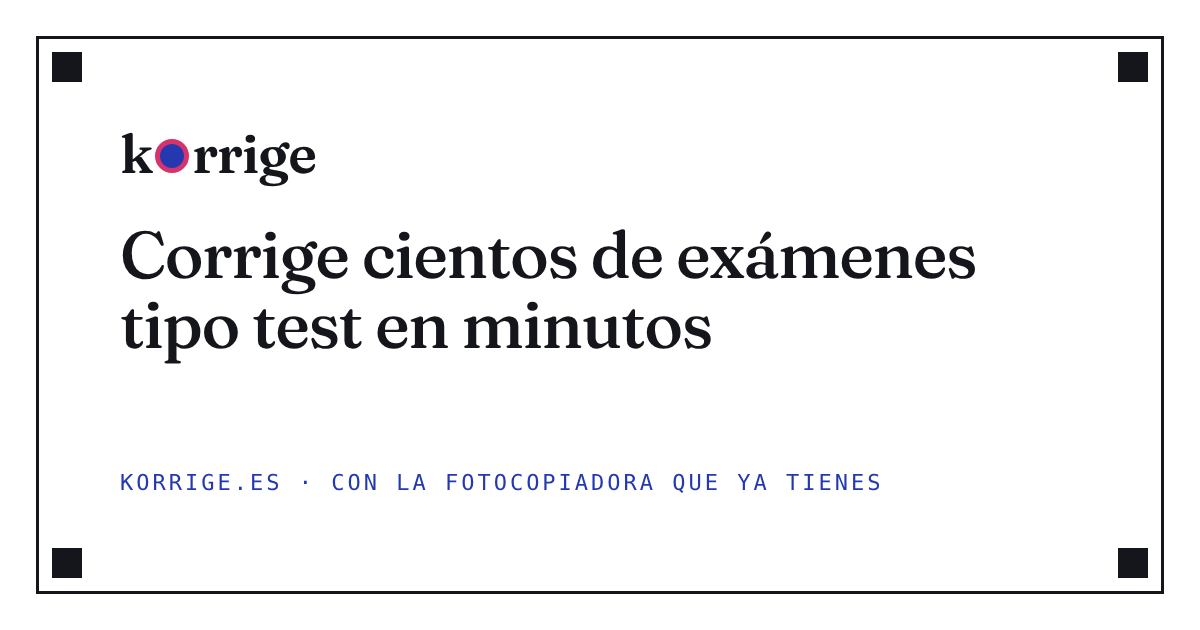 korrige
Corrige cientos de exámenes
tipo test en minutos
KORRIGE.ES · CON LA FOTOCOPIADORA QUE YA TIENES